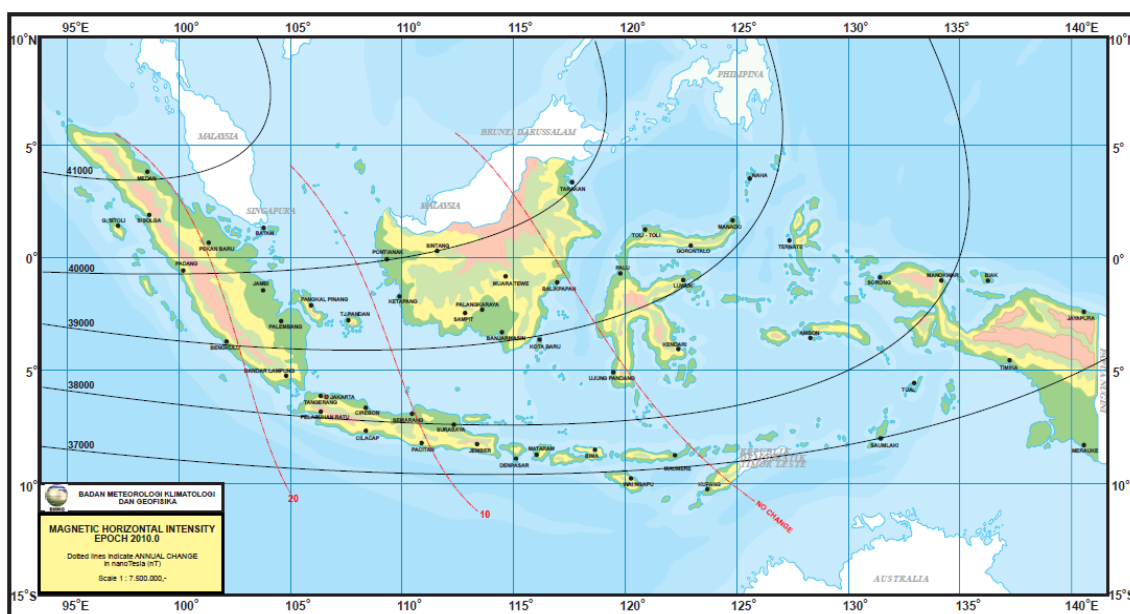 95°E 100° 105° 110° 115° 120° 125° 130° 135° 140°E
10°N 10°N
PHILIPINA
MALAYSIA
BRUNEI DARUSSALAM
5° 5°
41000
MEDAN
NAHA
TARAKAN
G. SITOLI
SIBOLGA
SINGAPURA
MALAYSIA
BATAM
MANADO
TOLI - TOLI
TERNATE
PEKAN BARU
SINTANG
GORONTALO
PONTIANAK
0° 0°
40000
PADANG
PALU
MUARA TEWE
LUWUK
BALIKPAPAN
SORONG
MANOKWAR
BIAK
JAMBI
KETAPANG
PANGKAL PINANG
PALANGKARAYA
TJ.PANDAN
SAMPIT
JAYAPURA
39000
PALEMBANG
BANJARMASIN
AMBON
BENGKULU
KOTA BARU
KENDARI
TIMIKA
5° 5°
BANDAR LAMPUNG
UJUNG PANDANG
TUAL
38000
JAKARTA
TANGERANG
CIREBON
PELABUHAN RATU
SEMARANG
SURABAYA
SAUMLAKI
37000
CILACAP
PACITAN
JEMBER
MATARAM
BIMA
DENPASAR
MAUMERE
TIMOR LESTE
MERAUKE
KUPANG
10° 10°
20
10
NO CHANGE
BMKG
BADAN METEOROLOGI KLIMATOLOGI
DAN GEOFISIKA
MAGNETIC HORIZONTAL INTENSITY
EPOCH 2010.0
Dotted lines indicate ANNUAL CHANGE
in nanoTesla (nT)
Scale 1 : 7.500.000,-
AUSTRALIA
15°S 15°S
95°E 100° 105° 110° 115° 120° 125° 130° 135° 140°E